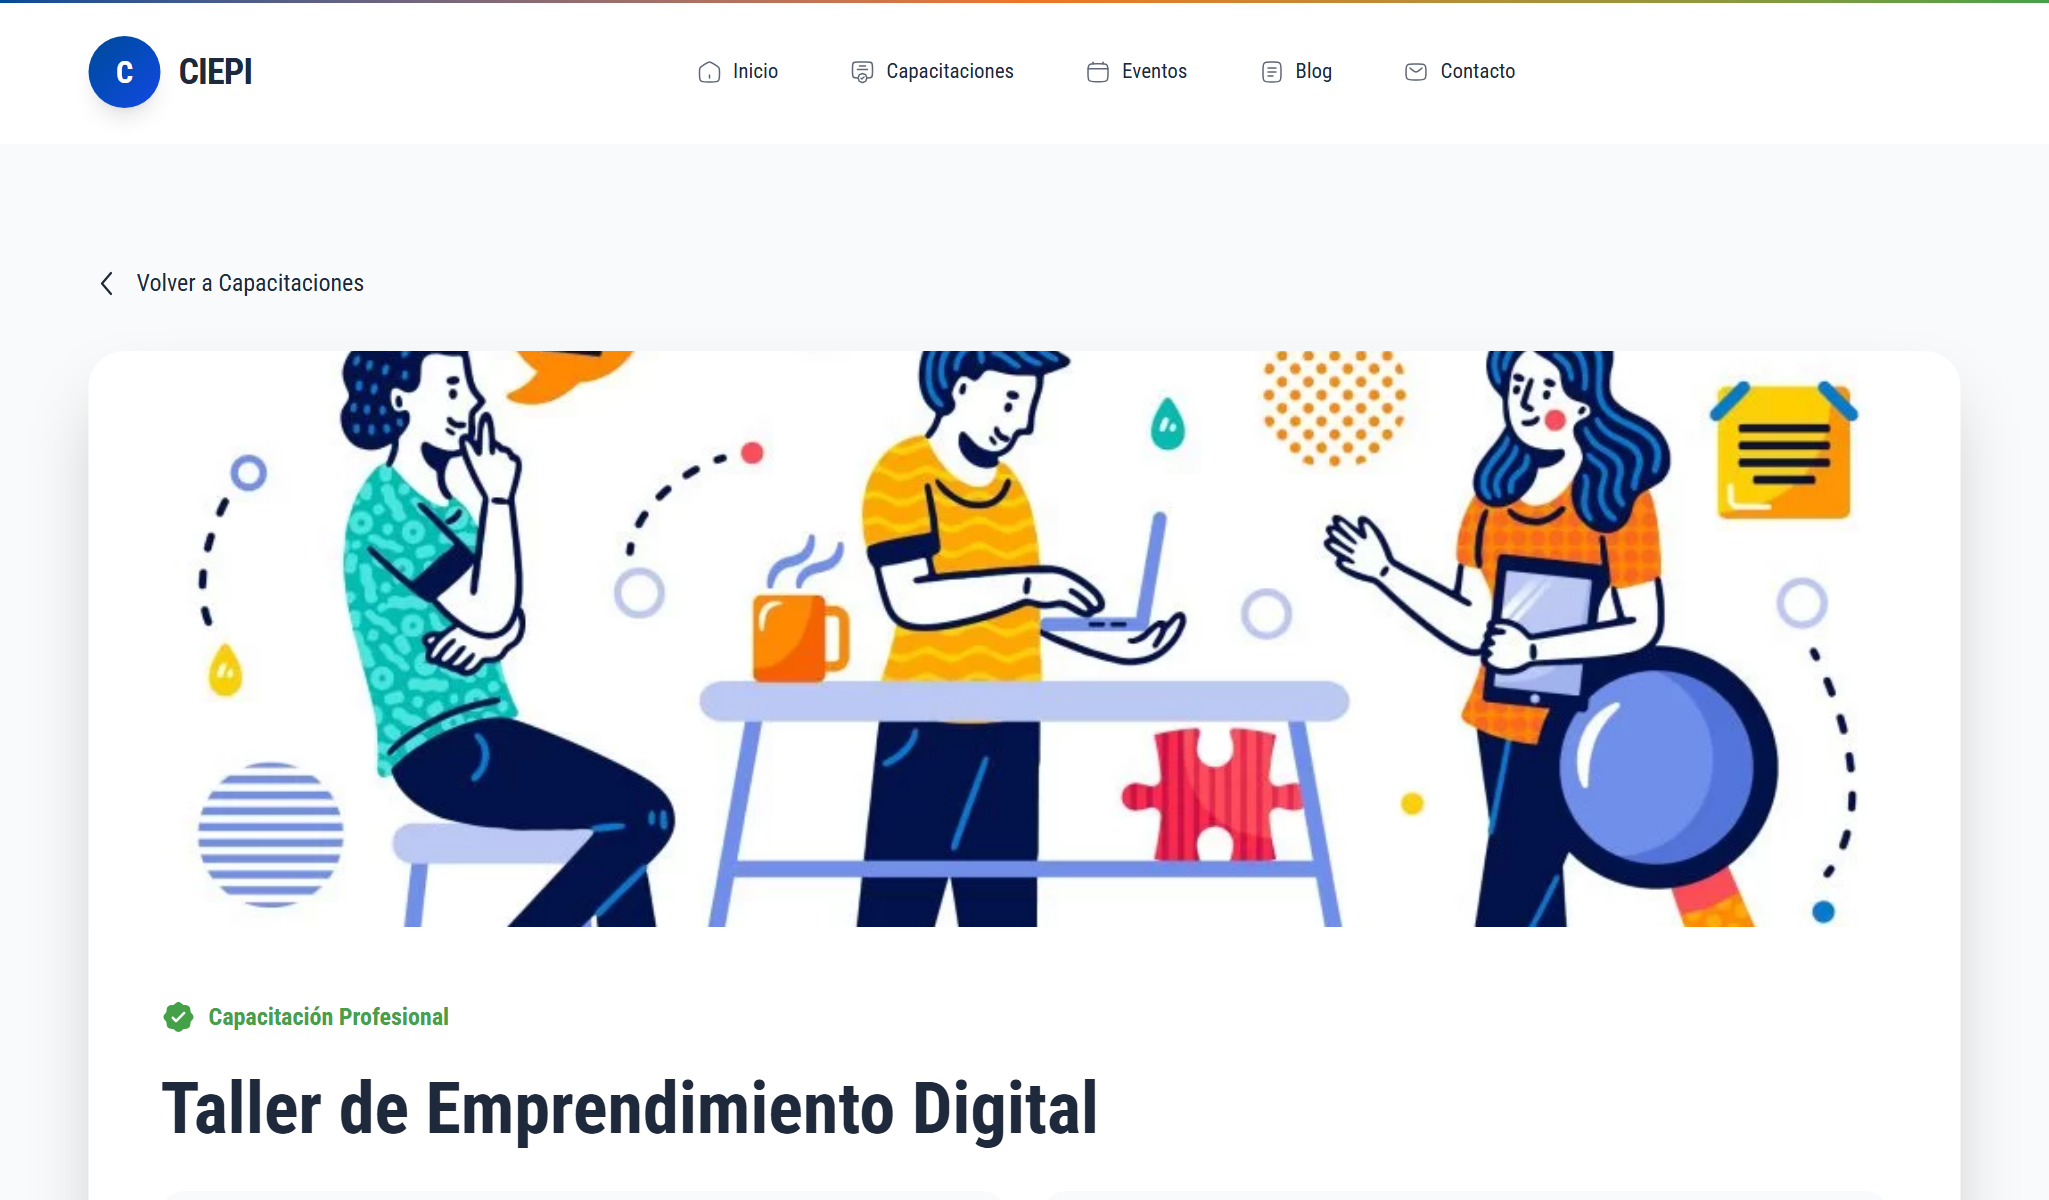 C CIEPI
Inicio
Capacitaciones
Eventos
Blog
Contacto
Volver a Capacitaciones
Capacitación Profesional
Taller de Emprendimiento Digital